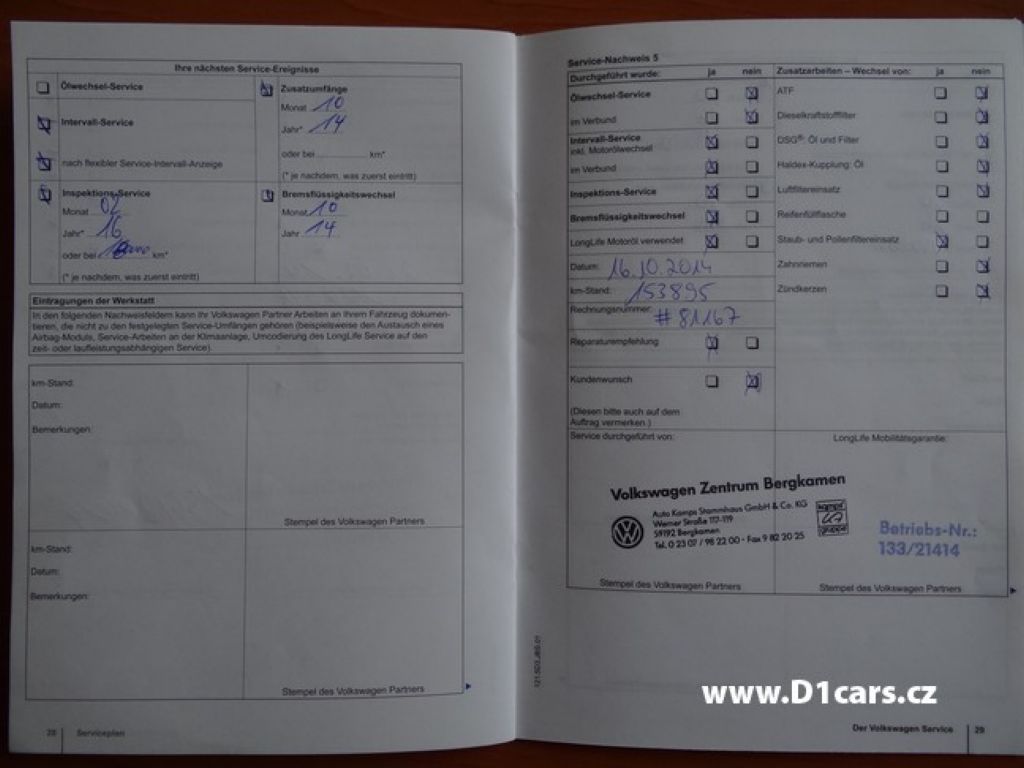 Ihre nächsten Service-Ereignisse
Ölwechsel-Service
Intervall-Service
nach flexibler Service-Intervall-Anzeige
Zusatzumfänge
Monat 10
Jahr* 14
oder bei .............. km*
(* je nachdem, was zuerst eintritt)
Inspektions-Service
Monat 02
Jahr* 16
oder bei km*
(* je nachdem, was zuerst eintritt)
Bremsflüssigkeitswechsel
Monat 10
Jahr 14
Eintragungen der Werkstatt
In den folgenden Nachweisfeldern kann Ihr Volkswagen Partner Arbeiten an Ihrem Fahrzeug dokumen-
tieren, die nicht zu den festgelegten Service-Umfängen gehören (beispielsweise den Austausch eines
Airbag-Moduls, Service-Arbeiten an der Klimaanlage, Umcodierung des LongLife Service auf den
zeit- oder laufleistungsabhängigen Service).
km-Stand:
Datum:
Bemerkungen:
Stempel des Volkswagen Partners
km-Stand:
Datum:
Bemerkungen:
Stempel des Volkswagen Partners
28 Serviceplan
Service-Nachweis 5
Durchgeführt wurde: ja nein
Ölwechsel-Service
im Verbund
Intervall-Service
inkl. Motorölwechsel
im Verbund
Inspektions-Service
Bremsflüssigkeitswechsel
LongLife Motoröl verwendet
Datum: 16.10.2014
km-Stand: 153895
Rechnungsnummer: #81167
Reparaturempfehlung
Kundenwunsch
(Diesen bitte auch auf dem
Auftrag vermerken.)
Zusatzarbeiten – Wechsel von: ja nein
ATF
Dieselkraftstofffilter
DSG®: Öl und Filter
Haldex-Kupplung: Öl
Luftfiltereinsatz
Reifenfüllflasche
Staub- und Pollenfiltereinsatz
Zahnriemen
Zündkerzen
Service durchgeführt von:
Volkswagen Zentrum Bergkamen
Auto Kamps Stammhaus GmbH & Co. KG
Werner Straße 117-119
59192 Bergkamen
Tel. 0 23 07 / 98 22 00 - Fax 9 82 20 25
Stempel des Volkswagen Partners
LongLife Mobilitätsgarantie:
Betriebs-Nr.:
133/21414
Stempel des Volkswagen Partners
121.5D3.JBS.01
www.D1cars.cz
Der Volkswagen Service 29